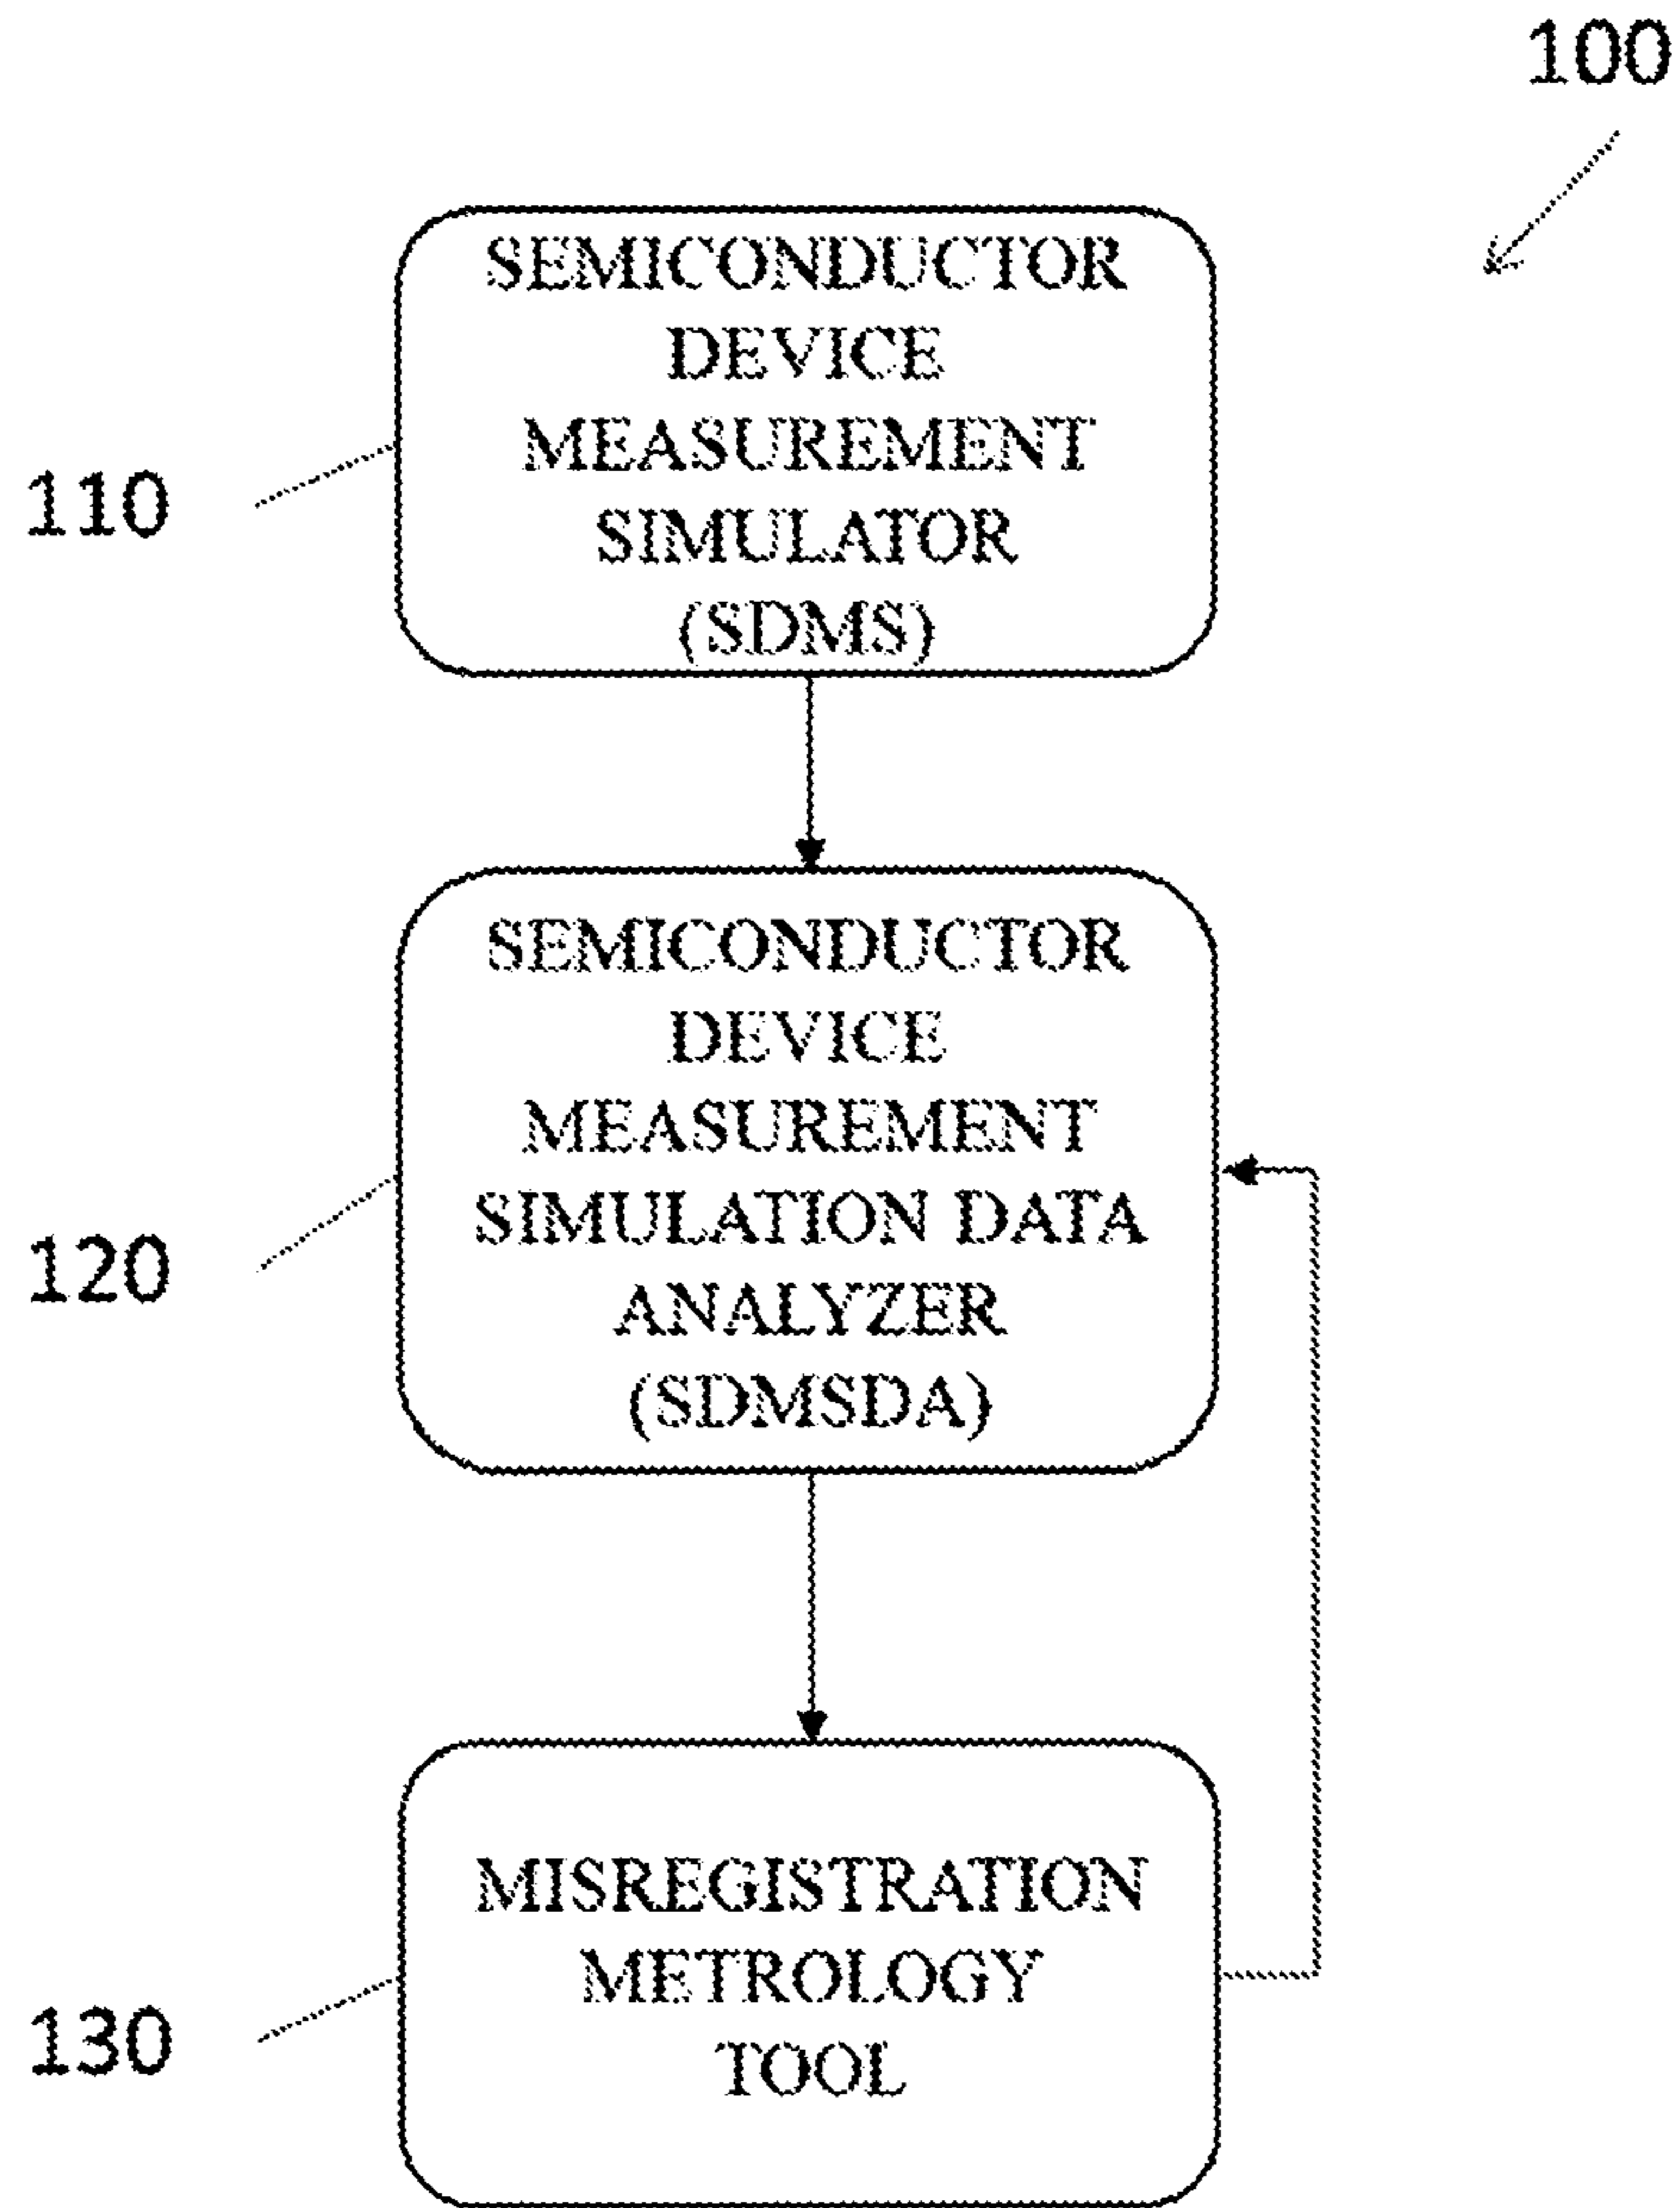 100
SEMICONDUCTOR
DEVICE
MEASUREMENT
SIMULATOR
(SDMS)
110
SEMICONDUCTOR
DEVICE
MEASUREMENT
SIMULATION DATA
ANALYZER
(SDMSDA)
120
MISREGISTRATION
METROLOGY
TOOL
130